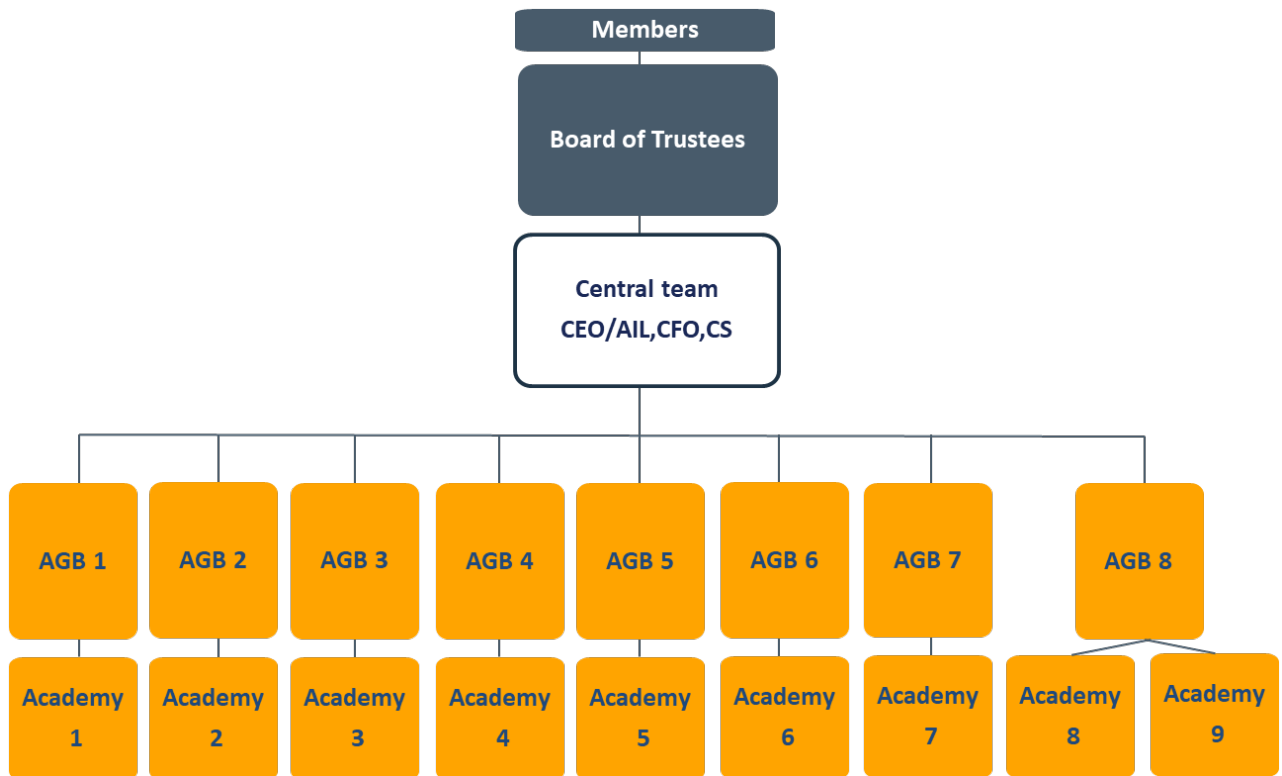 Members
Board of Trustees
Central team
CEO/AIL,CFO,CS
AGB 1
AGB 2
AGB 3
AGB 4
AGB 5
AGB 6
AGB 7
AGB 8
Academy
1
Academy
2
Academy
3
Academy
4
Academy
5
Academy
6
Academy
7
Academy
8
Academy
9